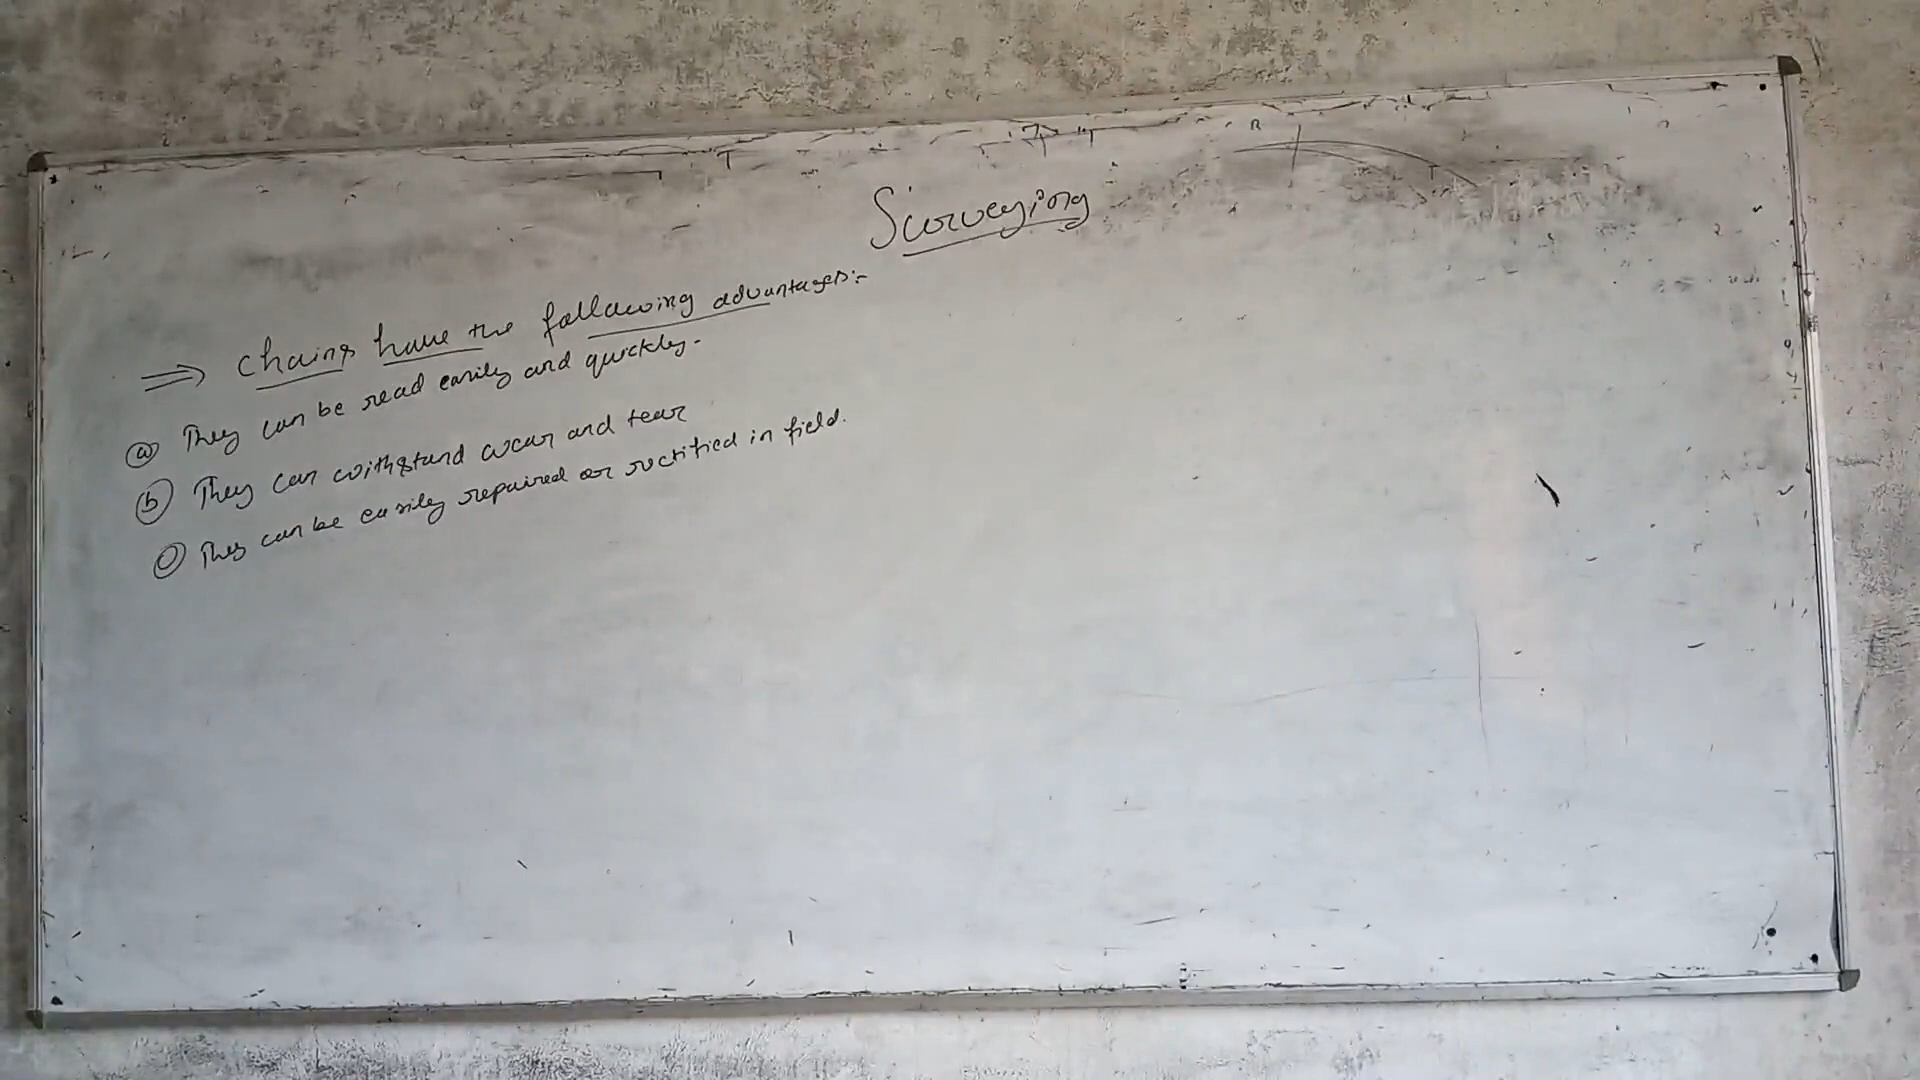 Surveying
⇒ Chains have the following advantages:-
(a) They can be read easily and quickly.
(b) They can withstand wear and tear
(c) They can be easily repaired or rectified in field.